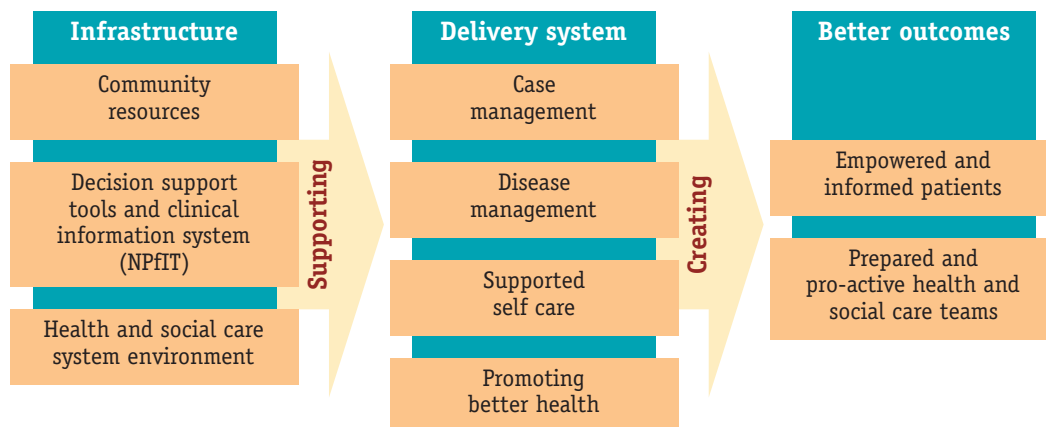 Infrastructure
Community
resources
Decision support
tools and clinical
information system
(NPfIT)
Health and social care
system environment
Supporting
Delivery system
Case
management
Disease
management
Supported
self care
Promoting
better health
Creating
Better outcomes
Empowered and
informed patients
Prepared and
pro-active health and
social care teams